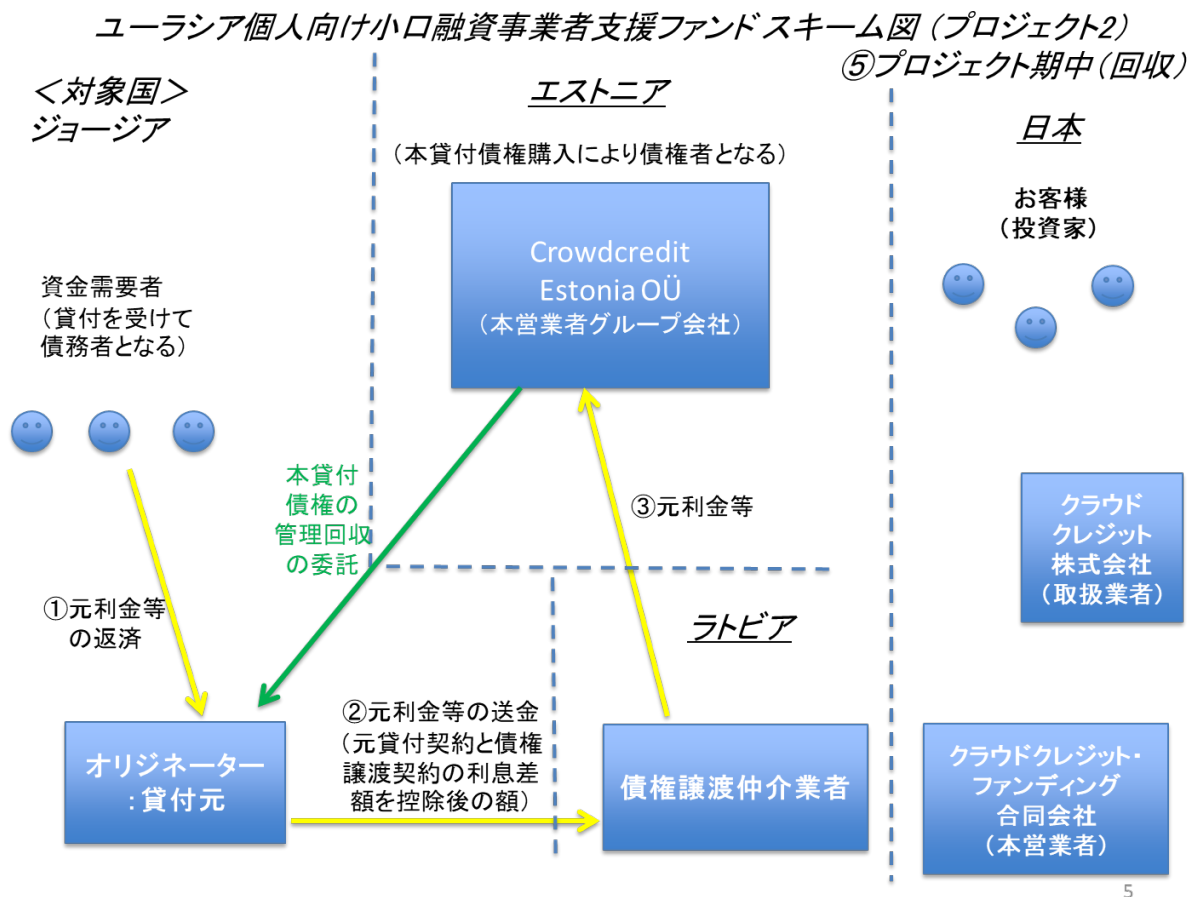 ユーラシア個人向け小口融資事業者支援ファンド スキーム図 (プロジェクト2)
⑤プロジェクト期中(回収)
＜対象国＞
ジョージア
エストニア
日本
(本貸付債権購入により債権者となる)
お客様
(投資家)
Crowdcredit
Estonia OÜ
(本営業者グループ会社)
資金需要者
(貸付を受けて
債務者となる)
本貸付
債権の
管理回収
の委託
③元利金等
クラウド
クレジット
株式会社
(取扱業者)
①元利金等
の返済
ラトビア
②元利金等の送金
(元貸付契約と債権
譲渡契約の利息差
額を控除後の額)
オリジネーター
:貸付元
債権譲渡仲介業者
クラウドクレジット・
ファンディング
合同会社
(本営業者)
5